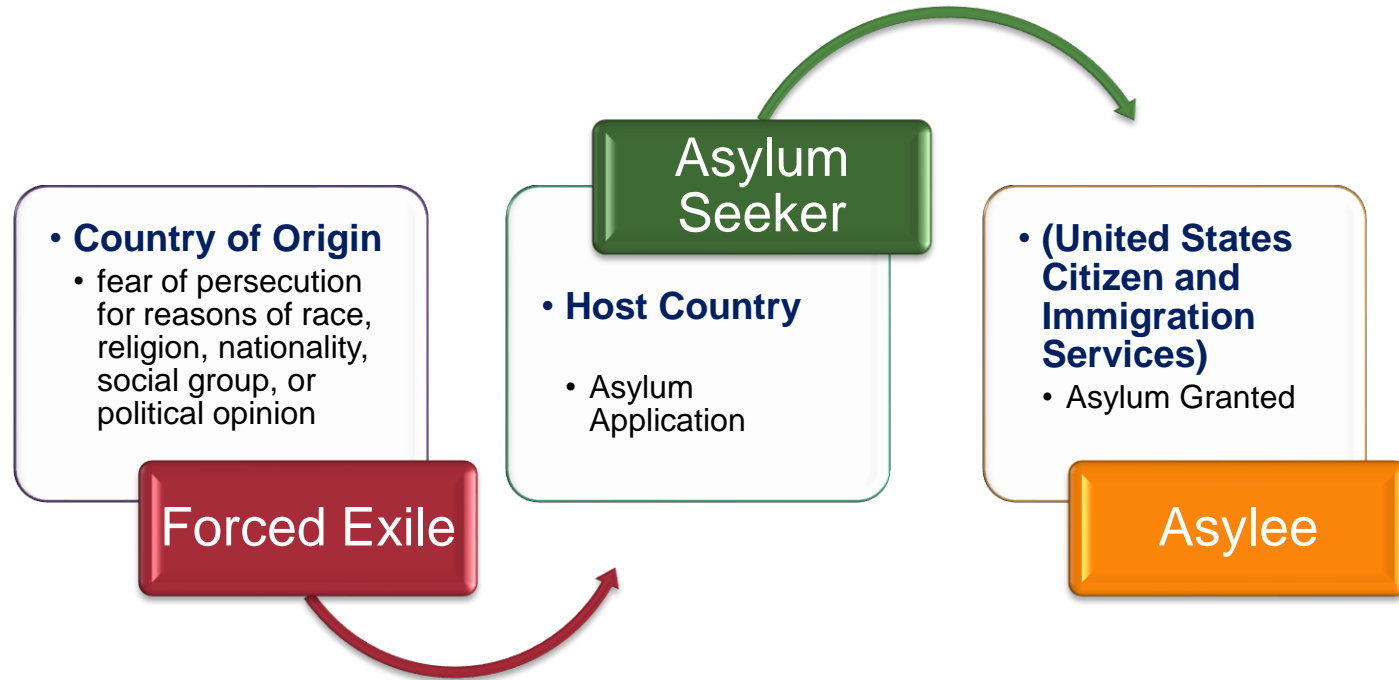 • Country of Origin
• fear of persecution
for reasons of race,
religion, nationality,
social group, or
political opinion
Forced Exile
Asylum
Seeker
• Host Country
• Asylum
Application
• (United States
Citizen and
Immigration
Services)
• Asylum Granted
Asylee